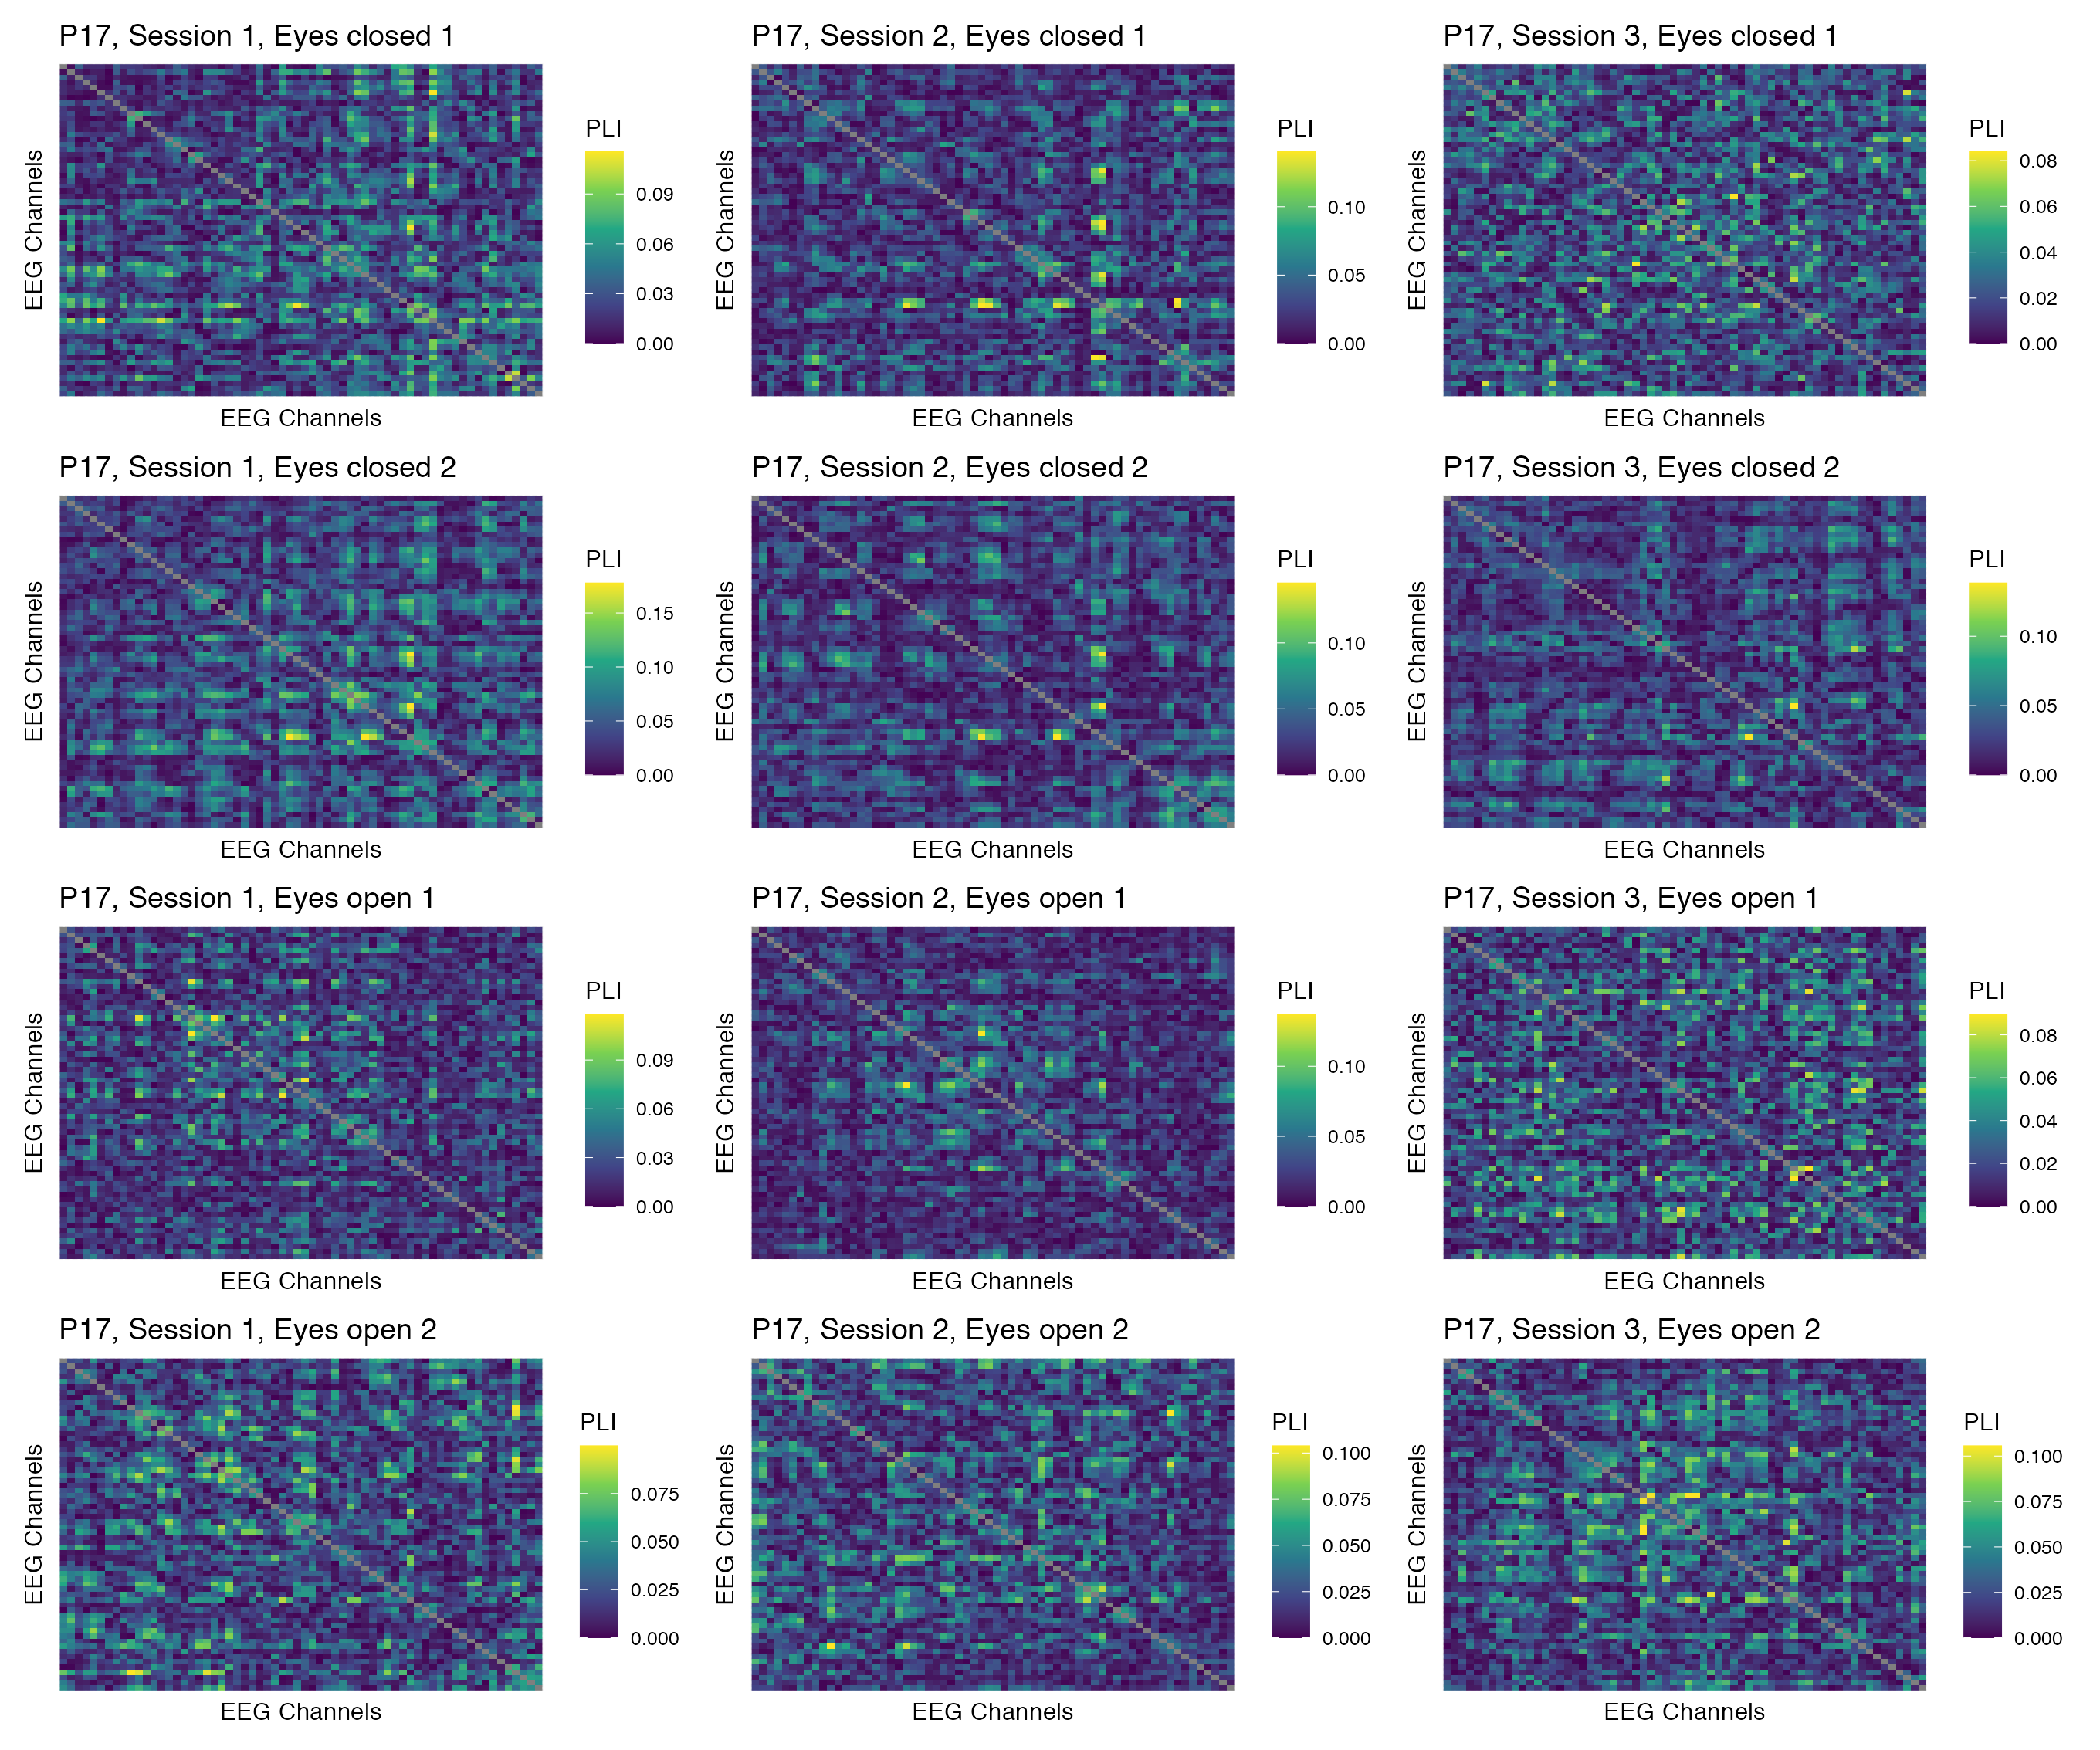 P17, Session 1, Eyes closed 1
EEG Channels
EEG Channels
PLI
0.09
0.06
0.03
0.00
P17, Session 2, Eyes closed 1
EEG Channels
EEG Channels
PLI
0.10
0.05
0.00
P17, Session 3, Eyes closed 1
EEG Channels
EEG Channels
PLI
0.08
0.06
0.04
0.02
0.00
P17, Session 1, Eyes closed 2
EEG Channels
EEG Channels
PLI
0.15
0.10
0.05
0.00
P17, Session 2, Eyes closed 2
EEG Channels
EEG Channels
PLI
0.10
0.05
0.00
P17, Session 3, Eyes closed 2
EEG Channels
EEG Channels
PLI
0.10
0.05
0.00
P17, Session 1, Eyes open 1
EEG Channels
EEG Channels
PLI
0.09
0.06
0.03
0.00
P17, Session 2, Eyes open 1
EEG Channels
EEG Channels
PLI
0.10
0.05
0.00
P17, Session 3, Eyes open 1
EEG Channels
EEG Channels
PLI
0.08
0.06
0.04
0.02
0.00
P17, Session 1, Eyes open 2
EEG Channels
EEG Channels
PLI
0.075
0.050
0.025
0.000
P17, Session 2, Eyes open 2
EEG Channels
EEG Channels
PLI
0.100
0.075
0.050
0.025
0.000
P17, Session 3, Eyes open 2
EEG Channels
EEG Channels
PLI
0.100
0.075
0.050
0.025
0.000